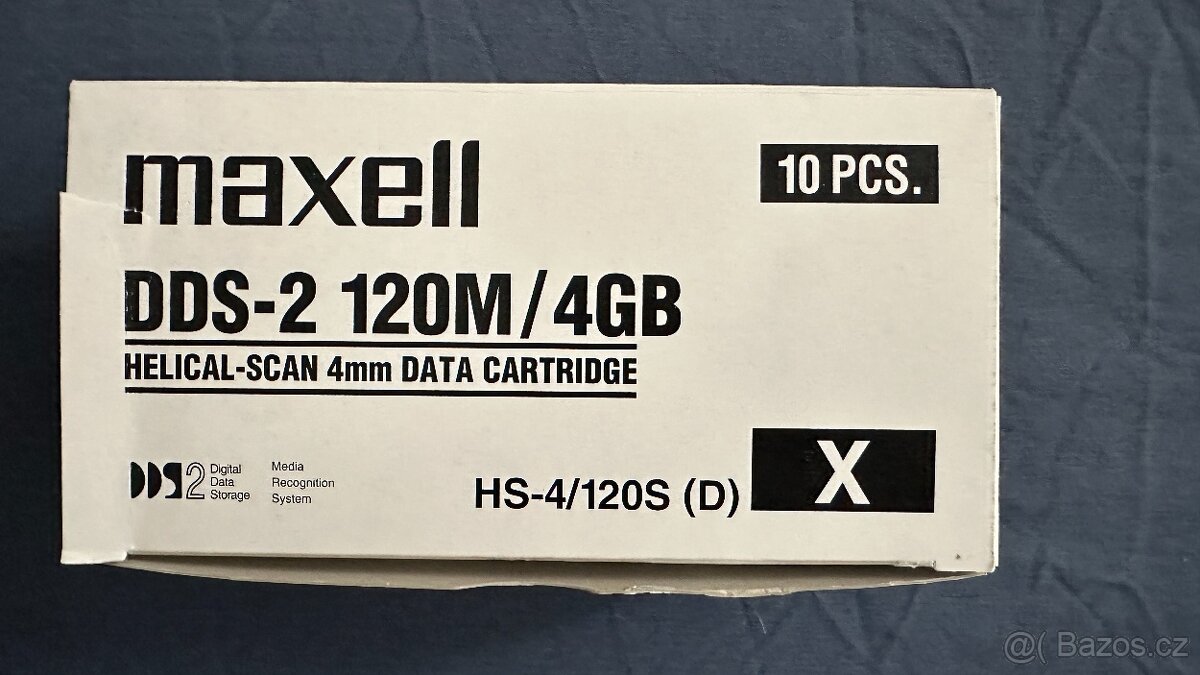 maxell
10 PCS.
DDS-2 120M/4GB
HELICAL-SCAN 4mm DATA CARTRIDGE
DDS2
Digital
Data
Storage
Media
Recognition
System
HS-4/120S (D)
X
@( Bazos.cz